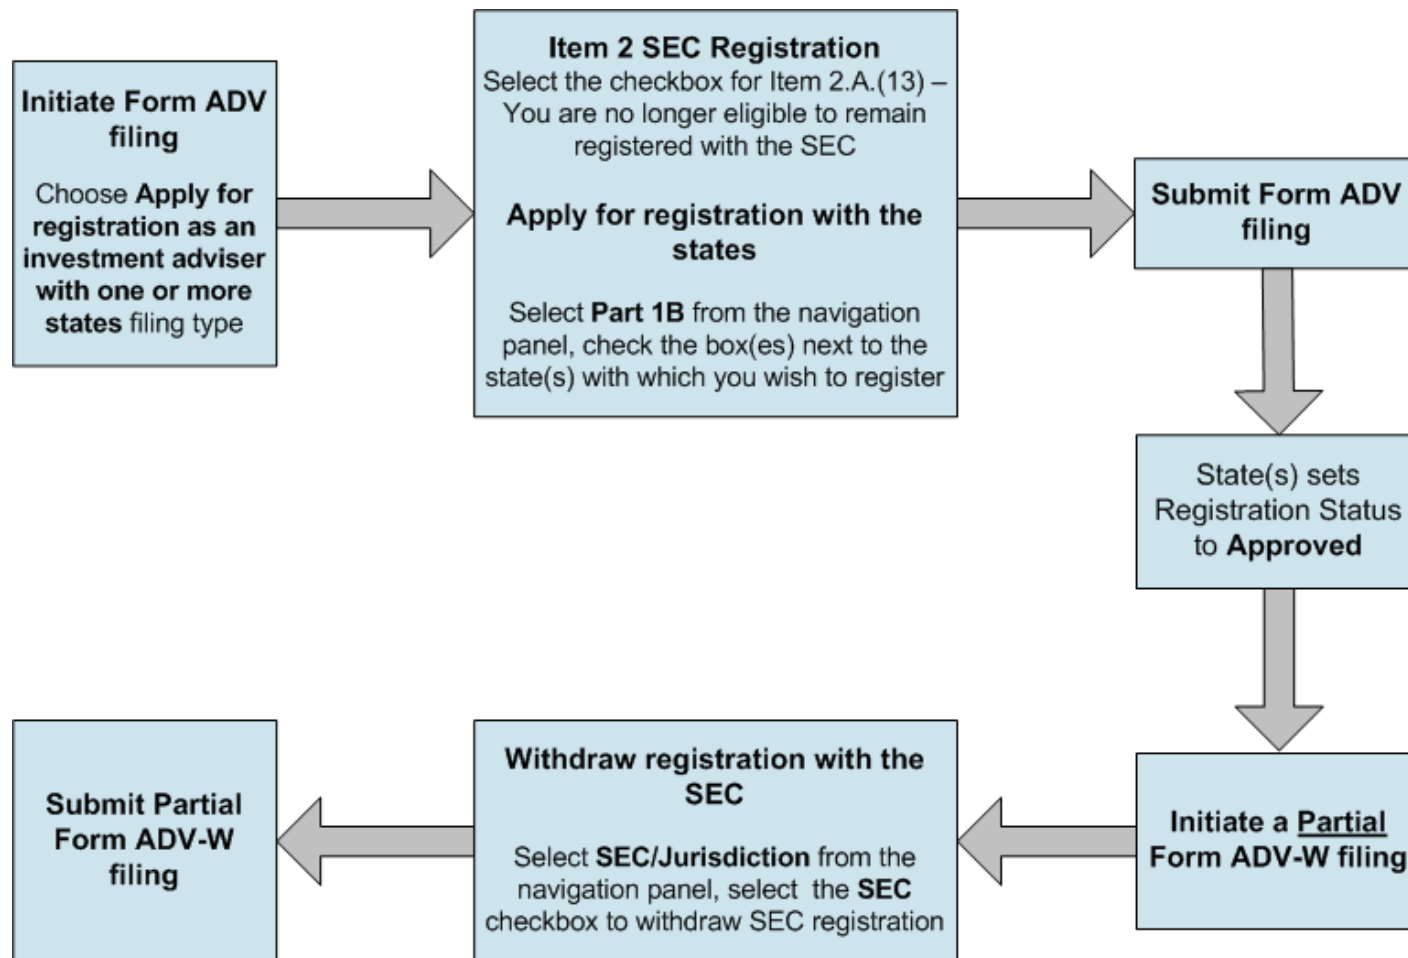 Initiate Form ADV
filing
Choose Apply for
registration as an
investment adviser
with one or more
states filing type
Item 2 SEC Registration
Select the checkbox for Item 2.A.(13) –
You are no longer eligible to remain
registered with the SEC
Apply for registration with the
states
Select Part 1B from the navigation
panel, check the box(es) next to the
state(s) with which you wish to register
Submit Form ADV
filing
State(s) sets
Registration Status
to Approved
Initiate a Partial
Form ADV-W filing
Withdraw registration with the
SEC
Select SEC/Jurisdiction from the
navigation panel, select  the SEC
checkbox to withdraw SEC registration
Submit Partial
Form ADV-W
filing